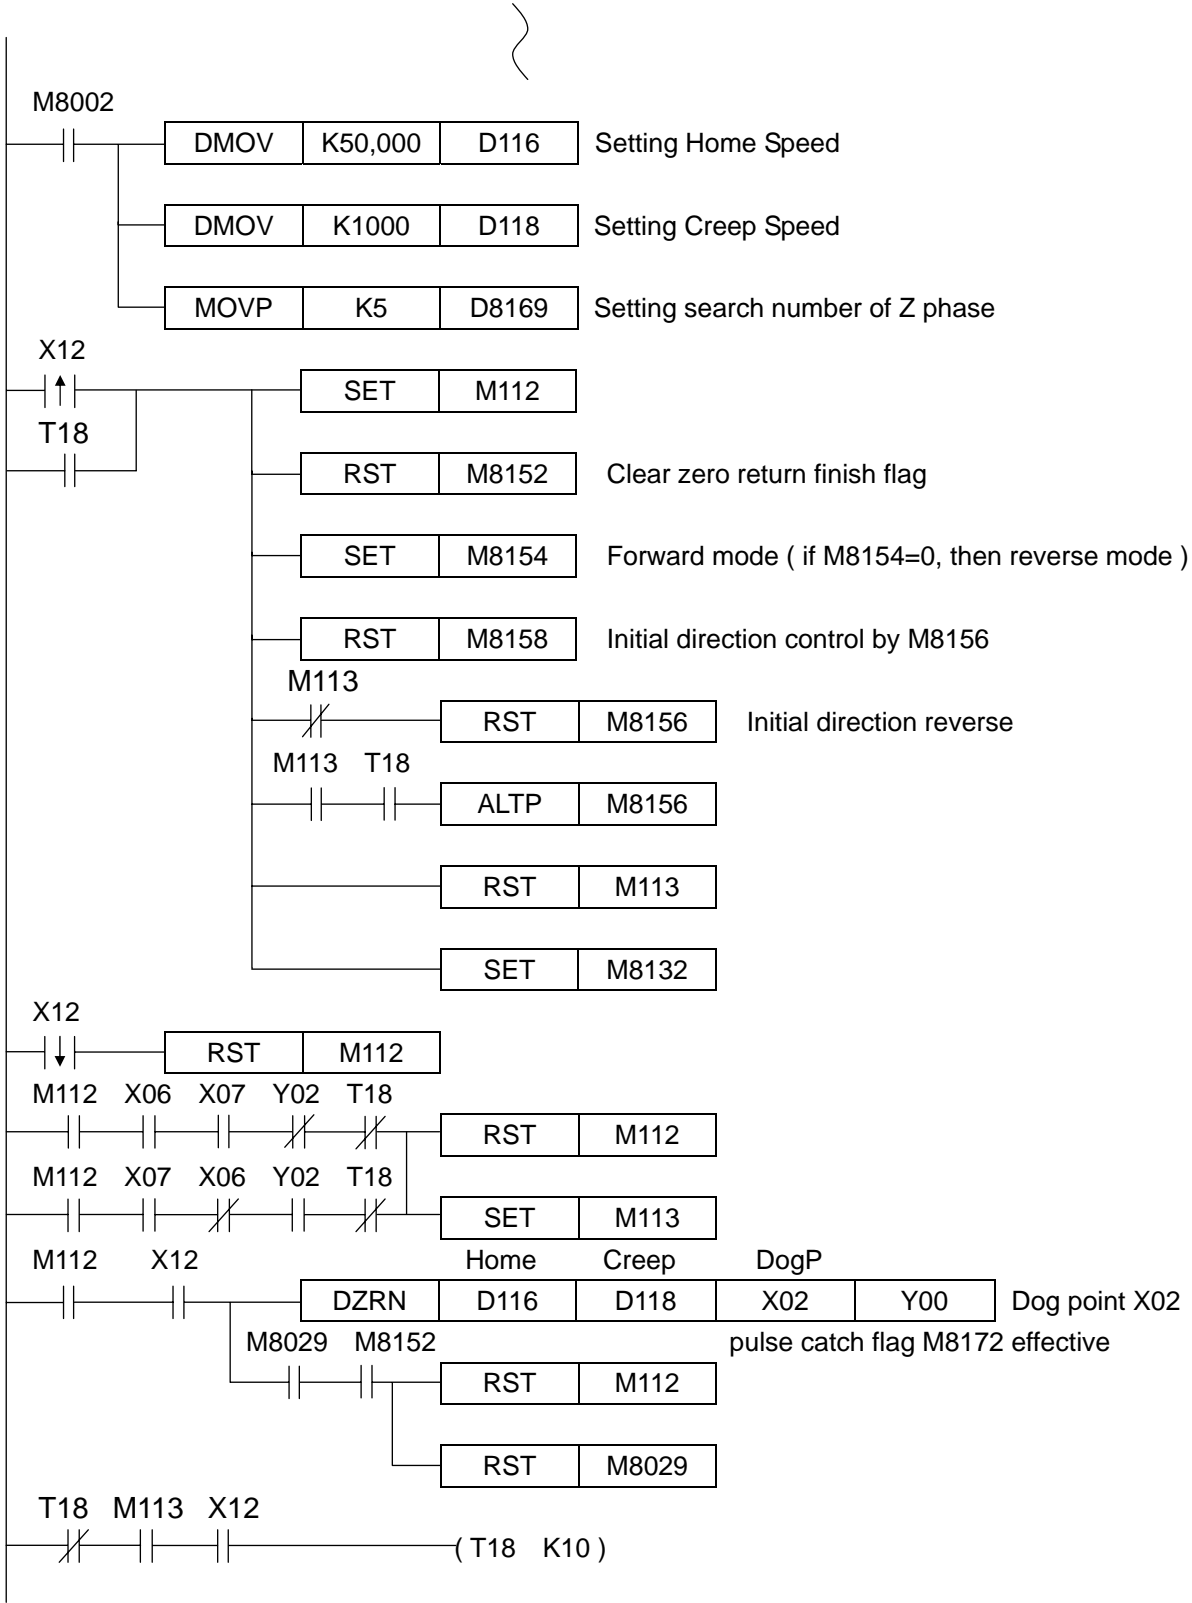 M8002
DMOV K50,000 D116 Setting Home Speed
DMOV K1000 D118 Setting Creep Speed
MOVP K5 D8169 Setting search number of Z phase
X12
SET M112
T18
RST M8152 Clear zero return finish flag
SET M8154 Forward mode ( if M8154=0, then reverse mode )
RST M8158 Initial direction control by M8156
M113
RST M8156 Initial direction reverse
M113 T18
ALTP M8156
RST M113
SET M8132
X12
RST M112
M112 X06 X07 Y02 T18
RST M112
M112 X07 X06 Y02 T18
SET M113
M112 X12 Home Creep DogP
DZRN D116 D118 X02 Y00 Dog point X02
M8029 M8152 pulse catch flag M8172 effective
RST M112
RST M8029
T18 M113 X12
( T18 K10 )